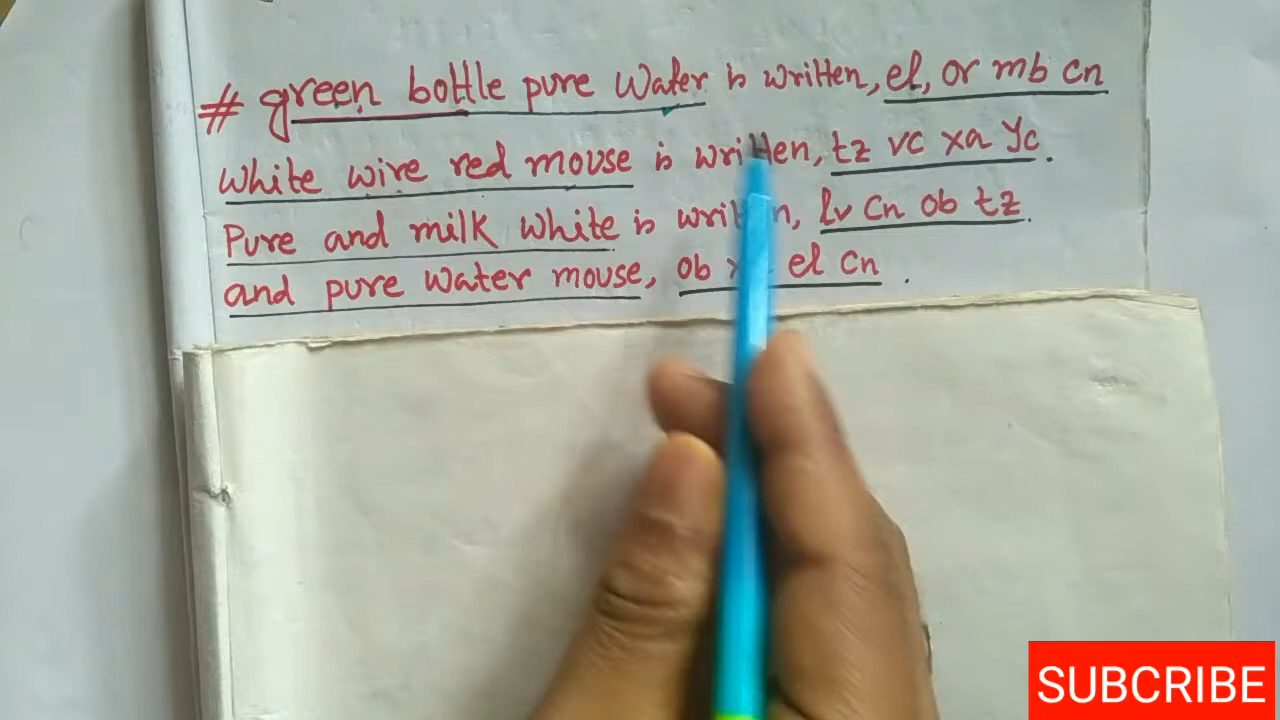 # green bottle pure water is written, el, or mb cn
White wire red mouse is written, tz vc xa yc.
Pure and milk white is written, lv cn ob tz.
and pure water mouse, ob el cn.
SUBCRIBE